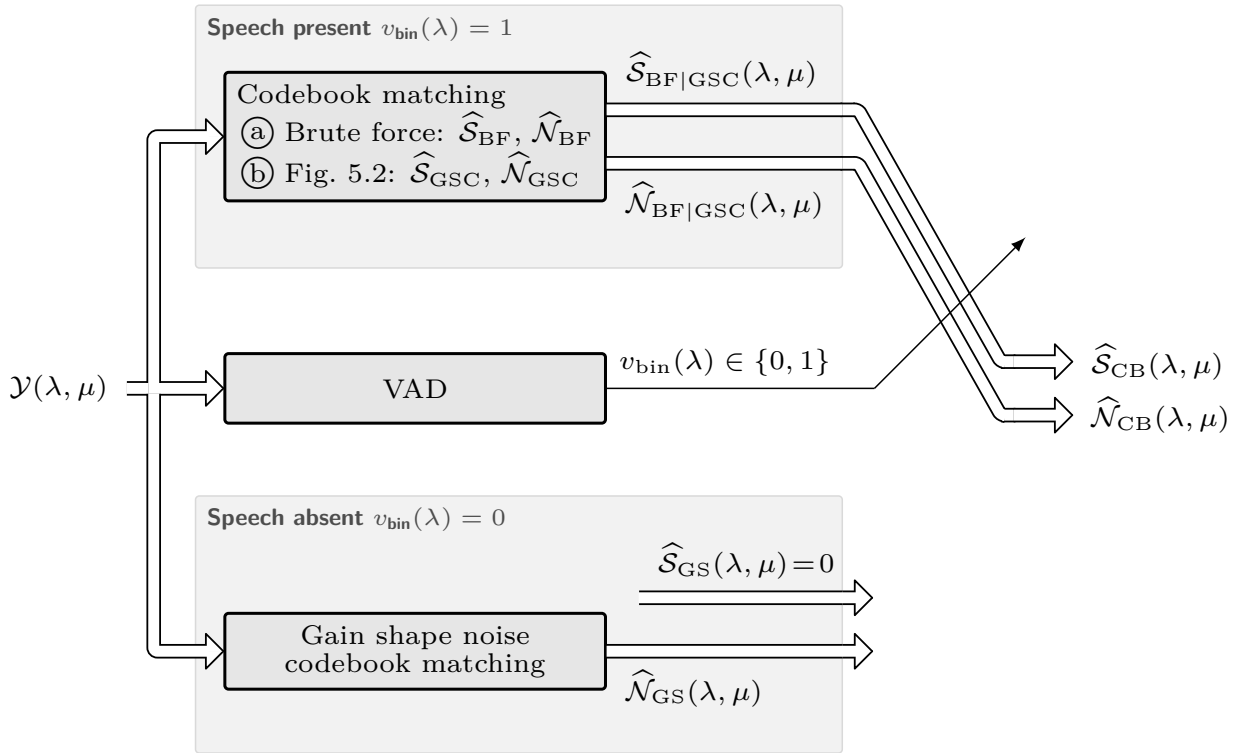 Speech present v_bin(λ) = 1
Ŝ_BF|GSC(λ, μ)
Codebook matching
ⓐ Brute force: Ŝ_BF, N̂_BF
ⓑ Fig. 5.2: Ŝ_GSC, N̂_GSC
N̂_BF|GSC(λ, μ)
𝒴(λ, μ)
VAD
v_bin(λ) ∈ {0, 1}
Ŝ_CB(λ, μ)
N̂_CB(λ, μ)
Speech absent v_bin(λ) = 0
Ŝ_GS(λ, μ) = 0
Gain shape noise
codebook matching
N̂_GS(λ, μ)